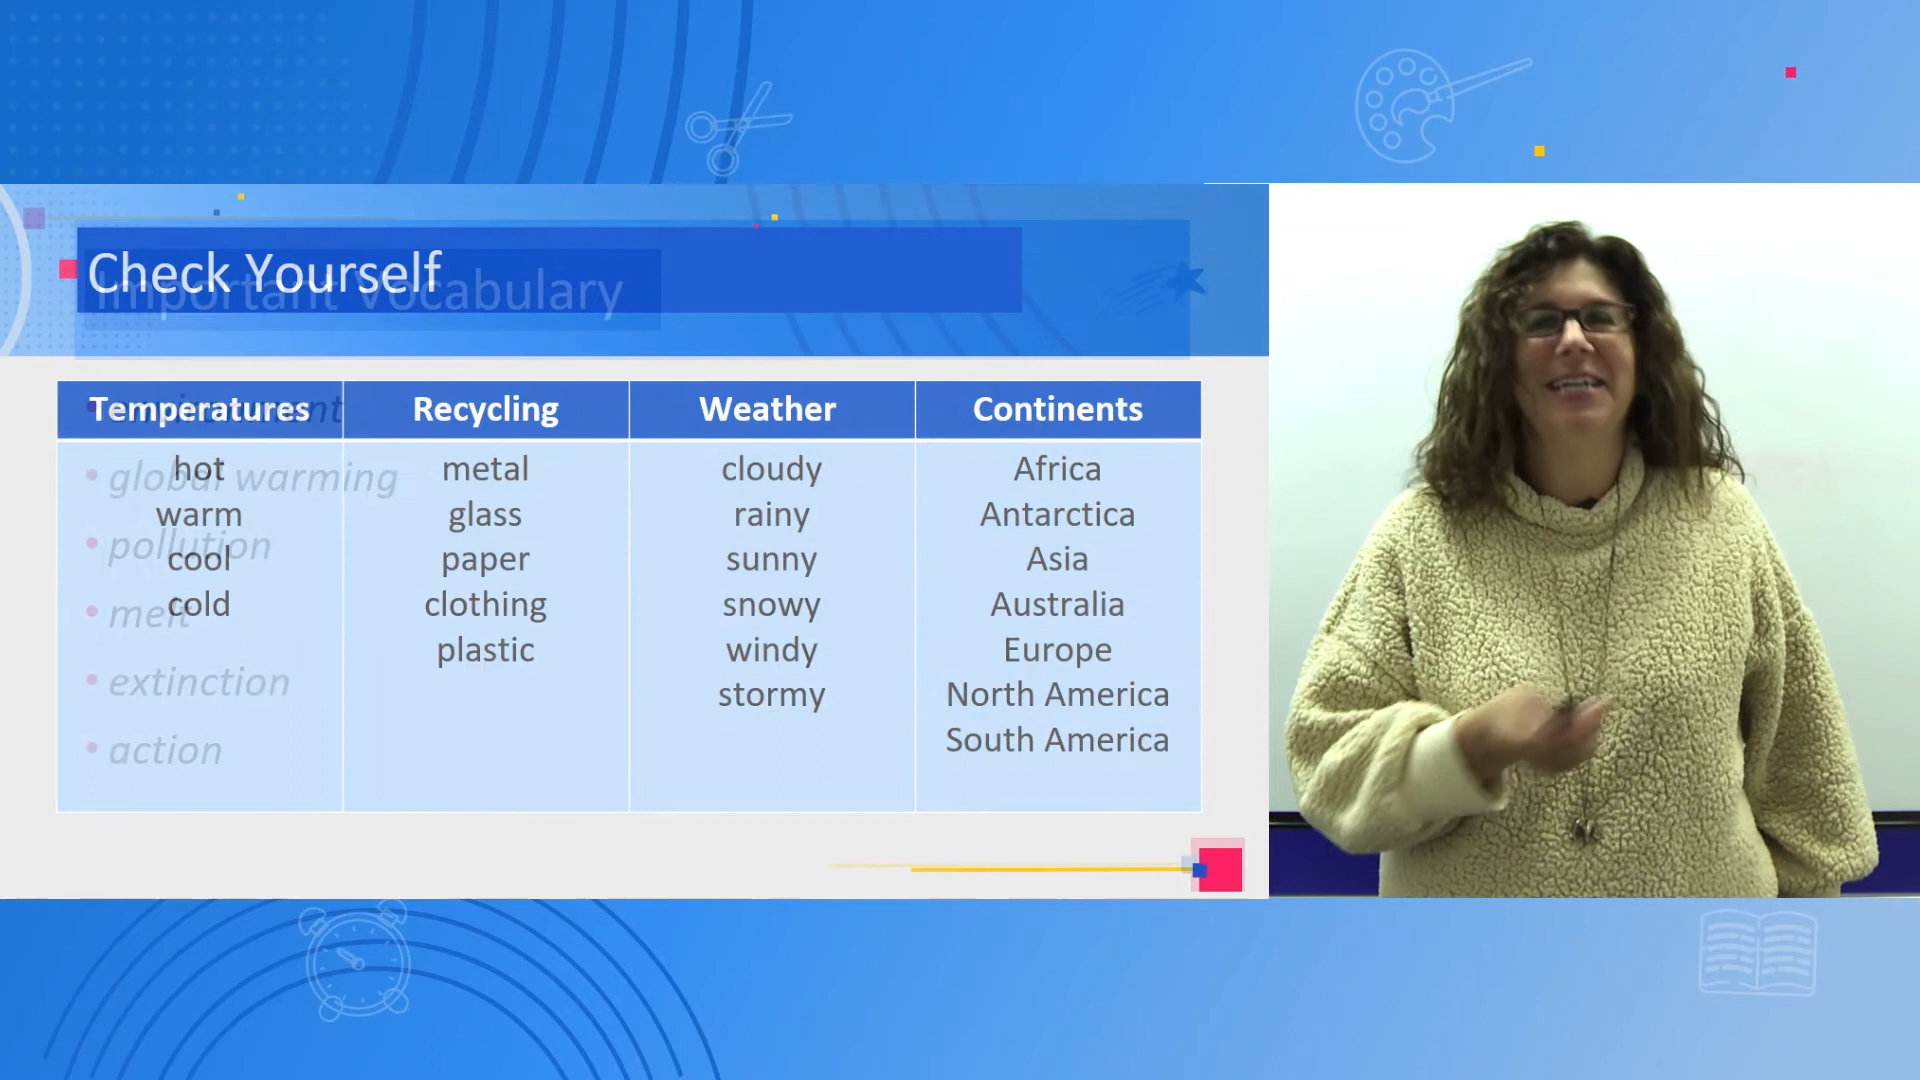 Check Yourself
Important Vocabulary
Temperatures Recycling Weather Continents
environment
hot metal cloudy Africa
global warming
warm glass rainy Antarctica
pollution
cool paper sunny Asia
melt
cold clothing snowy Australia
plastic windy Europe
extinction
stormy North America
action
South America